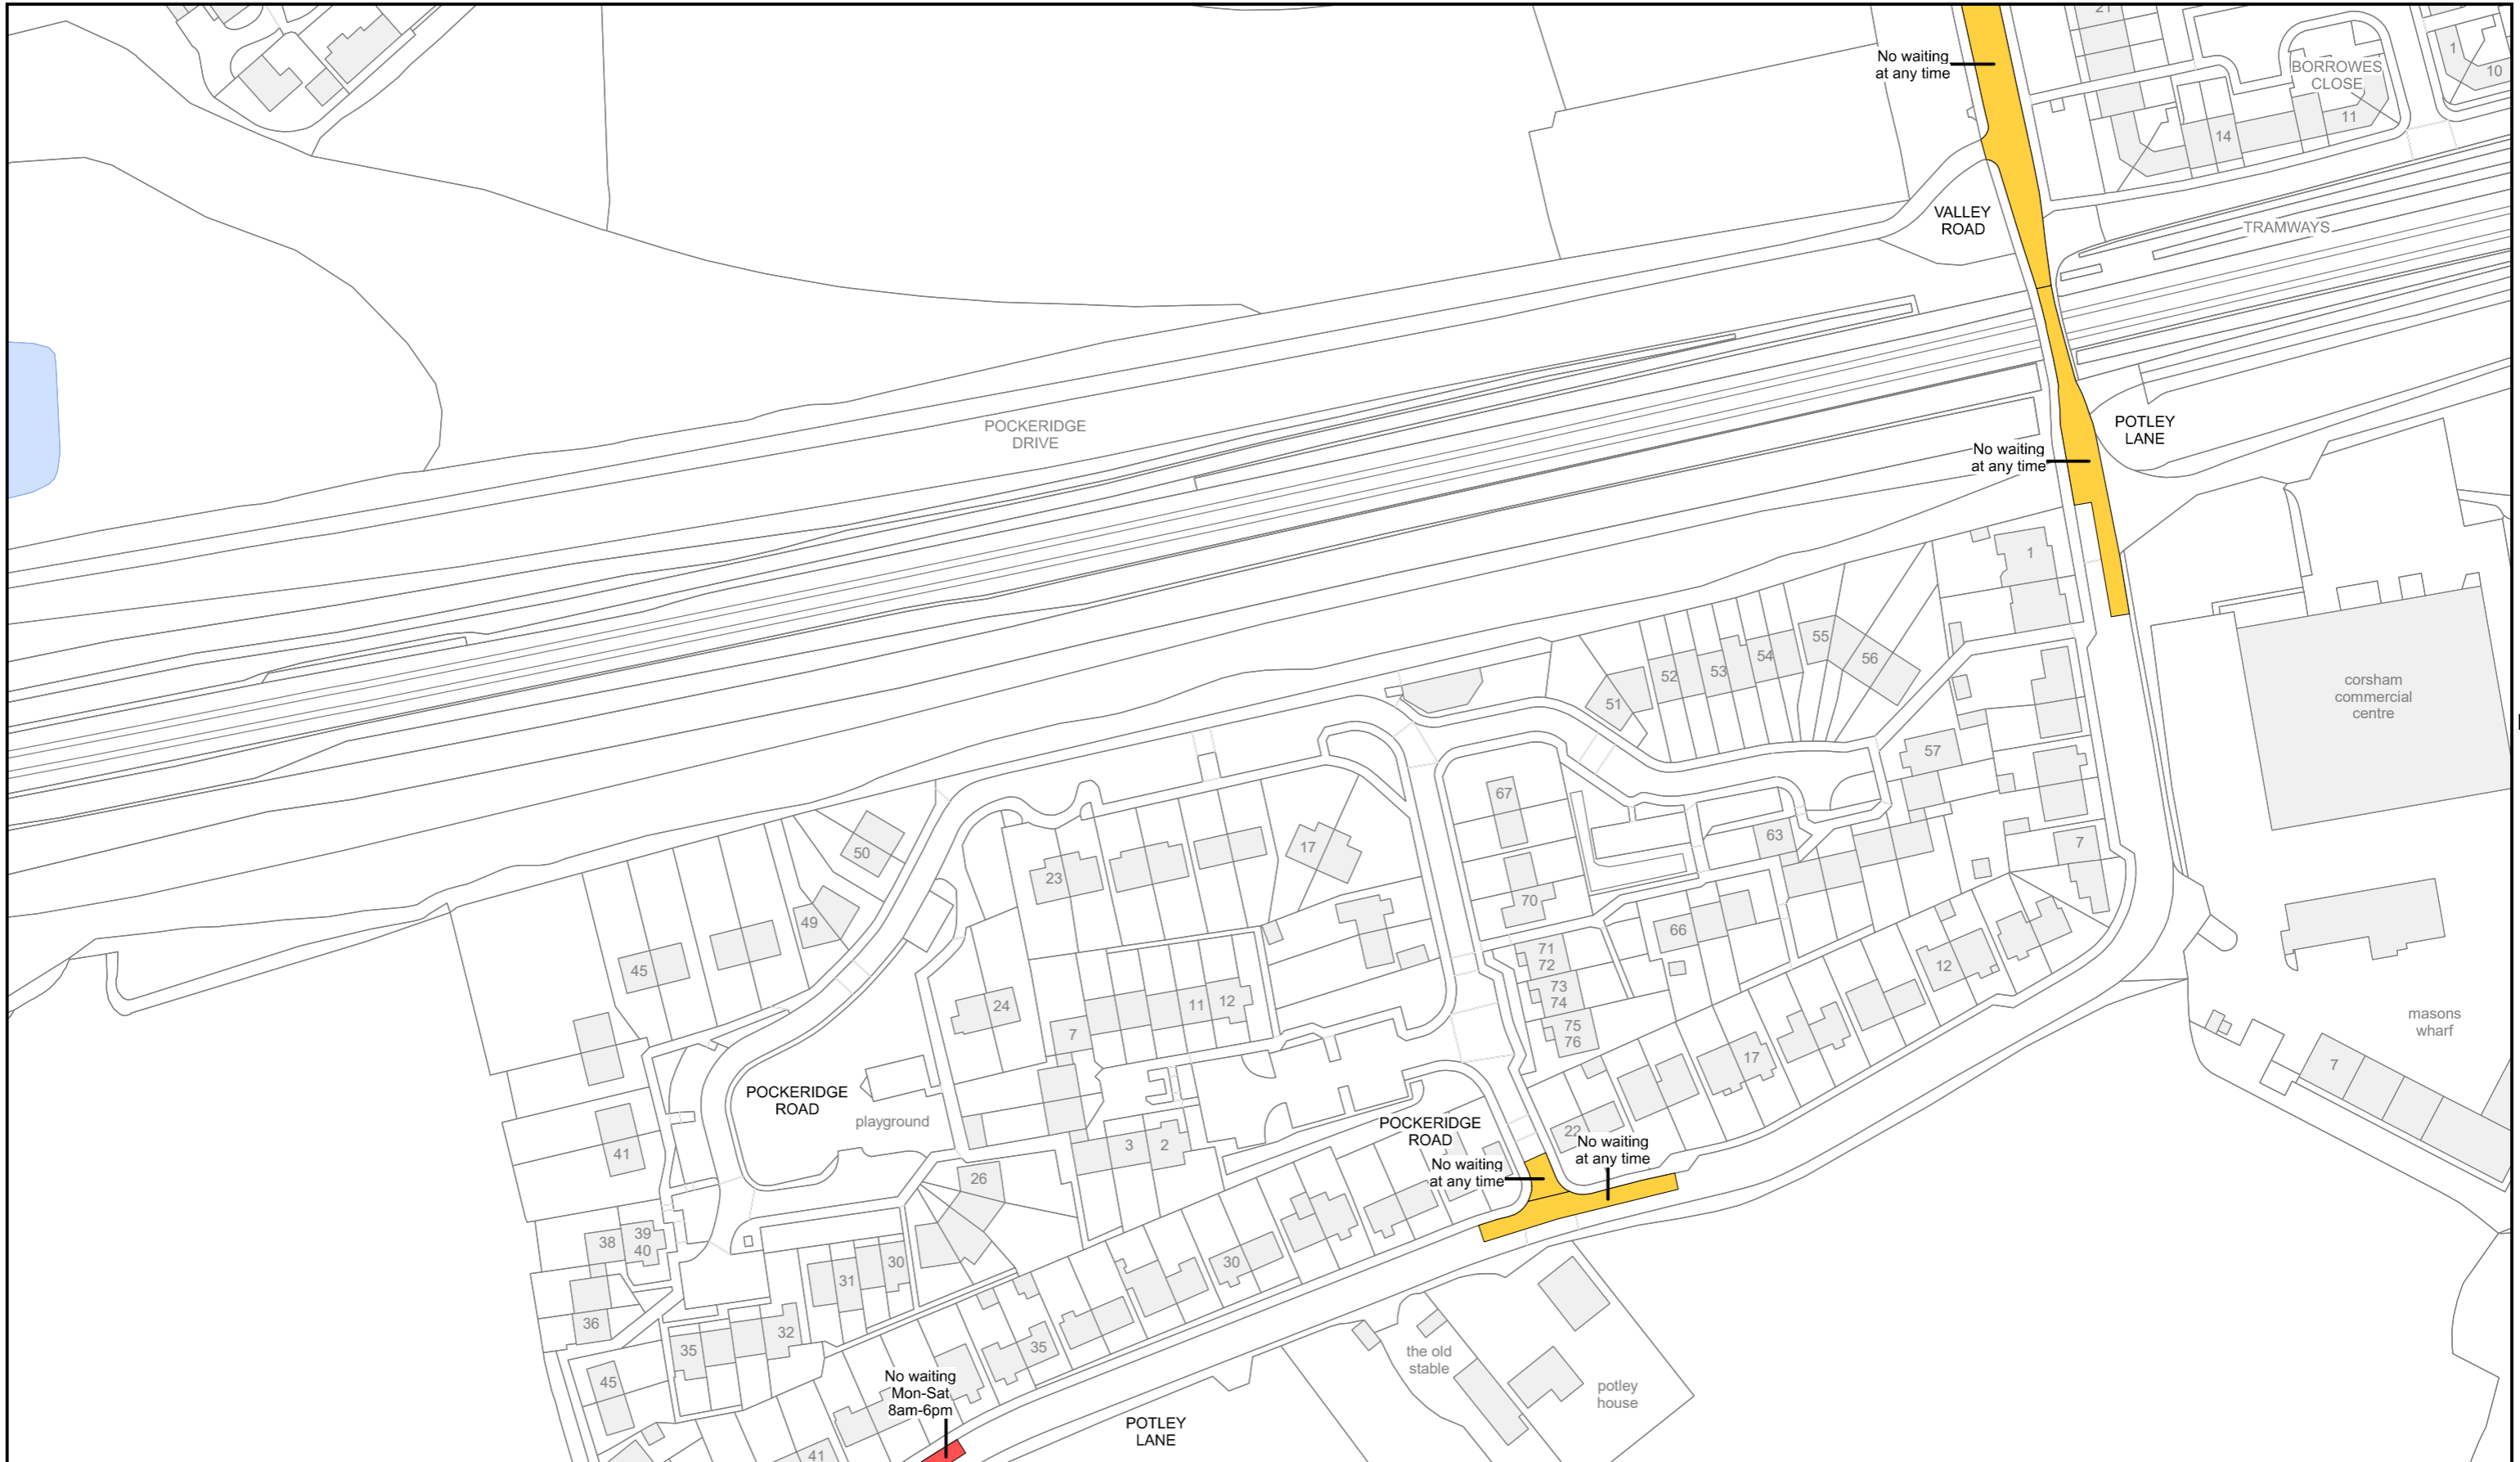 21
No waiting
at any time
BORROWES
CLOSE
1
10
11
14
VALLEY
ROAD
TRAMWAYS
POCKERIDGE
DRIVE
POTLEY
LANE
No waiting
at any time
1
55
54
56
53
52
51
corsham
commercial
centre
57
67
63
7
50
17
23
70
49
66
71
72
45
12
73
74
24
11
12
75
76
7
17
masons
wharf
7
POCKERIDGE
ROAD
playground
POCKERIDGE
ROAD
22
No waiting
at any time
No waiting
at any time
3
2
41
26
39
40
38
30
30
31
36
32
35
35
the old
stable
45
No waiting
Mon-Sat
8am-6pm
potley
house
POTLEY
LANE
41